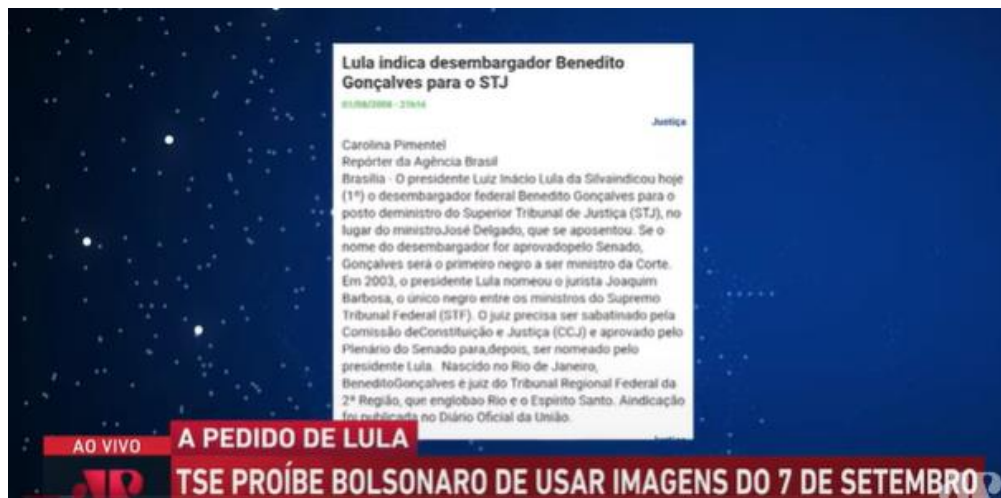 Lula indica desembargador Benedito
Gonçalves para o STJ
01/08/2008 - 21h14
Justiça
Carolina Pimentel
Repórter da Agência Brasil
Brasília - O presidente Luiz Inácio Lula da Silvaindicou hoje
(1º) o desembargador federal Benedito Gonçalves para o
posto deministro do Superior Tribunal de Justiça (STJ), no
lugar do ministroJosé Delgado, que se aposentou. Se o
nome do desembargador for aprovadopelo Senado,
Gonçalves será o primeiro negro a ser ministro da Corte.
Em 2003, o presidente Lula nomeou o jurista Joaquim
Barbosa, o único negro entre os ministros do Supremo
Tribunal Federal (STF). O juiz precisa ser sabatinado pela
Comissão deConstituição e Justiça (CCJ) e aprovado pelo
Plenário do Senado para,depois, ser nomeado pelo
presidente Lula. Nascido no Rio de Janeiro,
BeneditoGonçalves é juiz do Tribunal Regional Federal da
2ª Região, que englobao Rio e o Espírito Santo. Aindicação
foi publicada no Diário Oficial da União.
AO VIVO
A PEDIDO DE LULA
JP
TSE PROÍBE BOLSONARO DE USAR IMAGENS DO 7 DE SETEMBRO